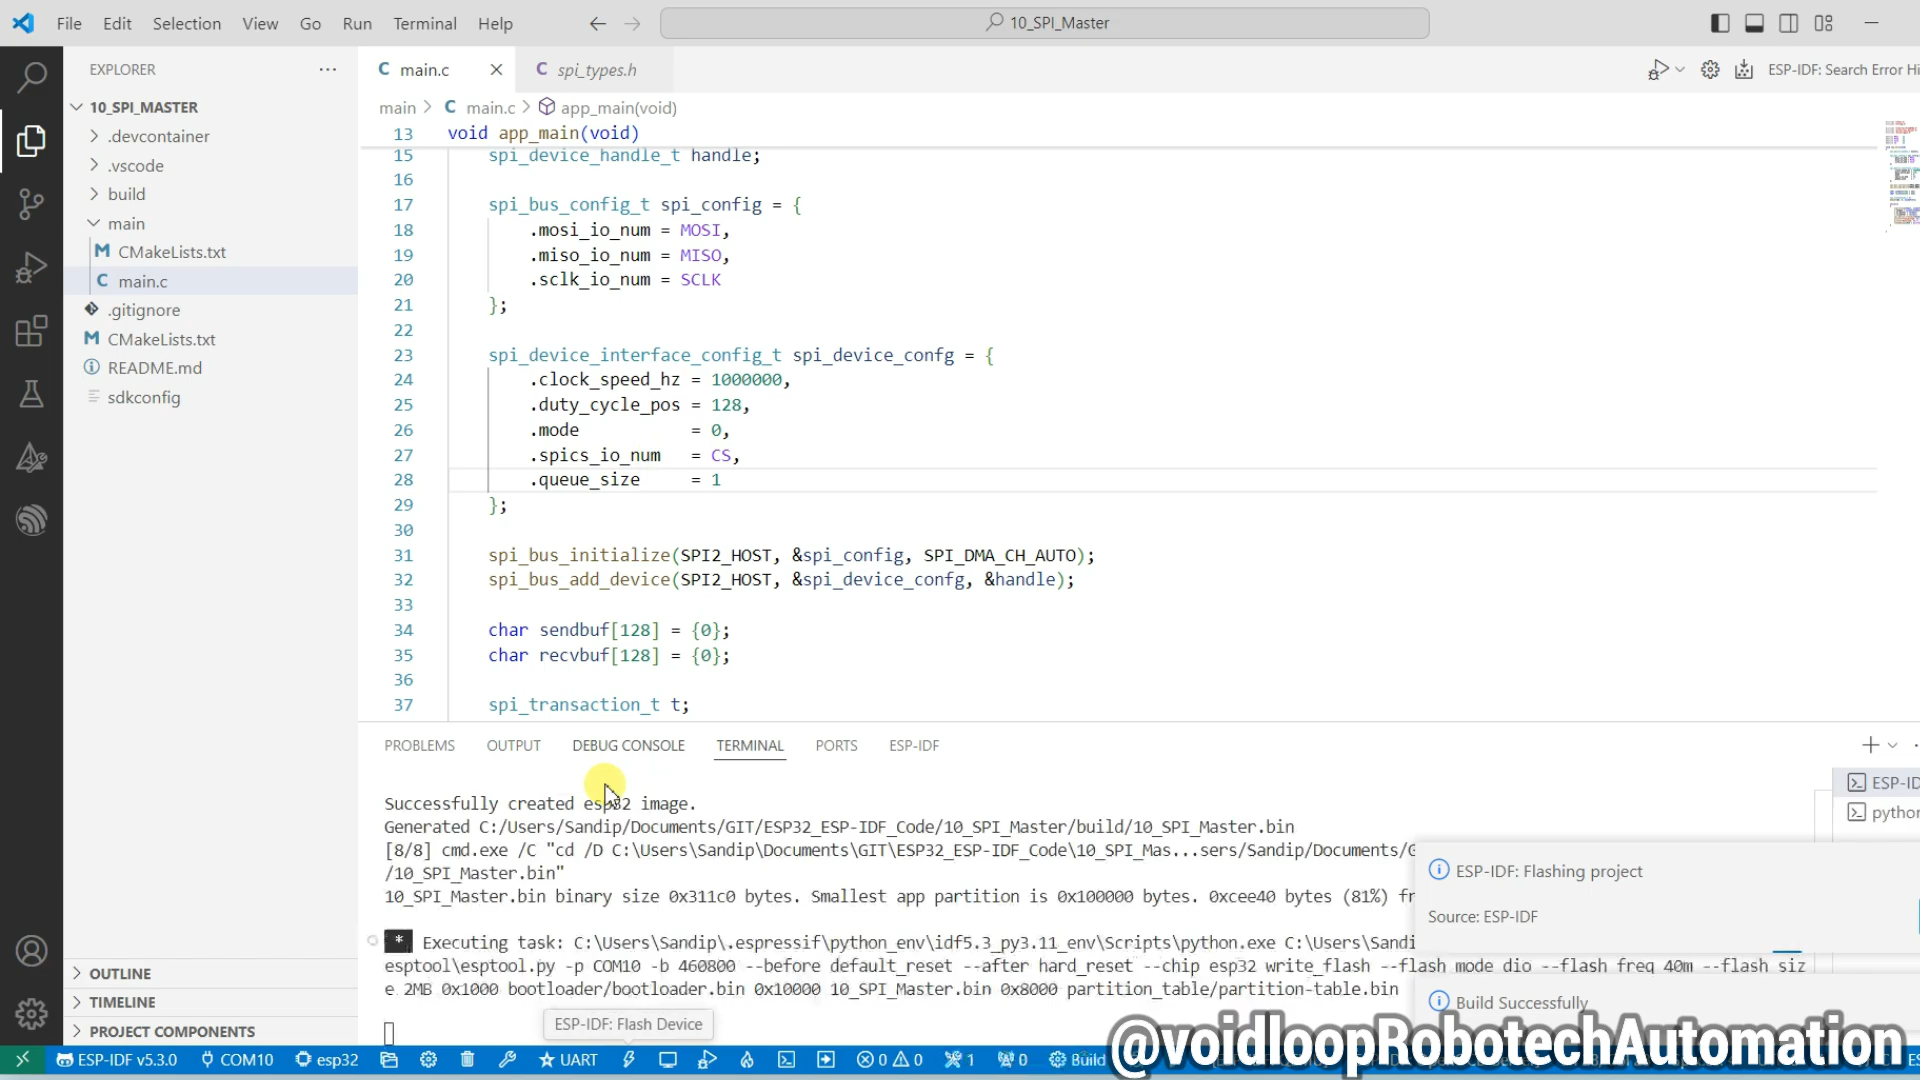 File Edit Selection View Go Run Terminal Help
10_SPI_Master
EXPLORER
main.c
spi_types.h
ESP-IDF: Search Error Hi
10_SPI_MASTER
.devcontainer
.vscode
build
main
CMakeLists.txt
main.c
.gitignore
CMakeLists.txt
README.md
sdkconfig
OUTLINE
TIMELINE
PROJECT COMPONENTS
main > C main.c > app_main(void)
13 void app_main(void)
15 spi_device_handle_t handle;
16
17 spi_bus_config_t spi_config = {
18 .mosi_io_num = MOSI,
19 .miso_io_num = MISO,
20 .sclk_io_num = SCLK
21 };
22
23 spi_device_interface_config_t spi_device_confg = {
24 .clock_speed_hz = 1000000,
25 .duty_cycle_pos = 128,
26 .mode = 0,
27 .spics_io_num = CS,
28 .queue_size = 1
29 };
30
31 spi_bus_initialize(SPI2_HOST, &spi_config, SPI_DMA_CH_AUTO);
32 spi_bus_add_device(SPI2_HOST, &spi_device_confg, &handle);
33
34 char sendbuf[128] = {0};
35 char recvbuf[128] = {0};
36
37 spi_transaction_t t;
PROBLEMS OUTPUT DEBUG CONSOLE TERMINAL PORTS ESP-IDF
ESP-ID
python
Successfully created esp32 image.
Generated C:/Users/Sandip/Documents/GIT/ESP32_ESP-IDF_Code/10_SPI_Master/build/10_SPI_Master.bin
[8/8] cmd.exe /C "cd /D C:\Users\Sandip\Documents\GIT\ESP32_ESP-IDF_Code\10_SPI_Mas...sers/Sandip/Documents/G
/10_SPI_Master.bin"
10_SPI_Master.bin binary size 0x311c0 bytes. Smallest app partition is 0x100000 bytes. 0xcee40 bytes (81%) fr
* Executing task: C:\Users\Sandip\.espressif\python_env\idf5.3_py3.11_env\Scripts\python.exe C:\Users\Sandi
esptool\esptool.py -p COM10 -b 460800 --before default_reset --after hard_reset --chip esp32 write_flash --flash_mode dio --flash_freq 40m --flash_siz
e 2MB 0x1000 bootloader/bootloader.bin 0x10000 10_SPI_Master.bin 0x8000 partition_table/partition-table.bin
ESP-IDF: Flashing project
Source: ESP-IDF
Build Successfully
ESP-IDF: Flash Device
@voidloopRobotechAutomation
ESP-IDF v5.3.0 COM10 esp32 UART 0 0 1 0 Build